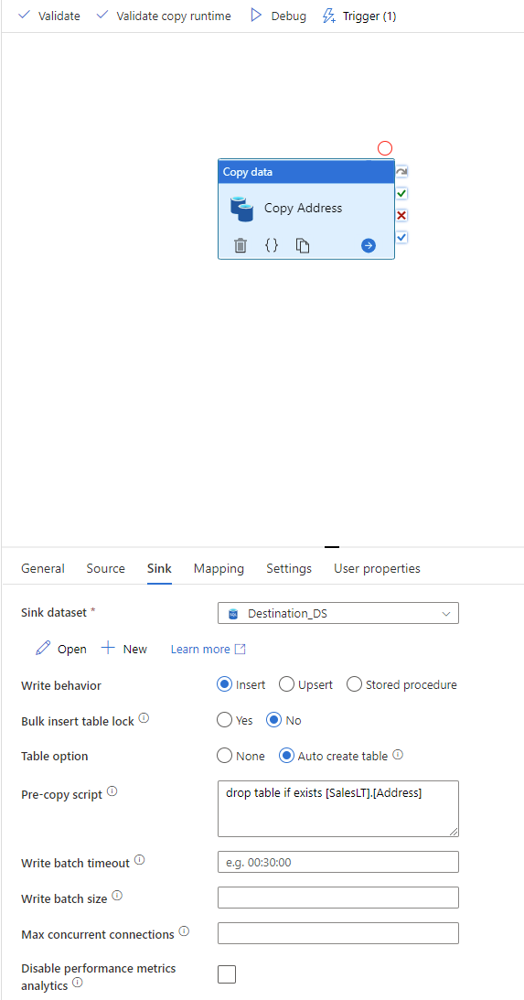 Validate Validate copy runtime Debug Trigger (1)
Copy data
Copy Address
General Source Sink Mapping Settings User properties
Sink dataset * Destination_DS
Open New Learn more
Write behavior Insert Upsert Stored procedure
Bulk insert table lock Yes No
Table option None Auto create table
Pre-copy script drop table if exists [SalesLT].[Address]
Write batch timeout e.g. 00:30:00
Write batch size
Max concurrent connections
Disable performance metrics
analytics